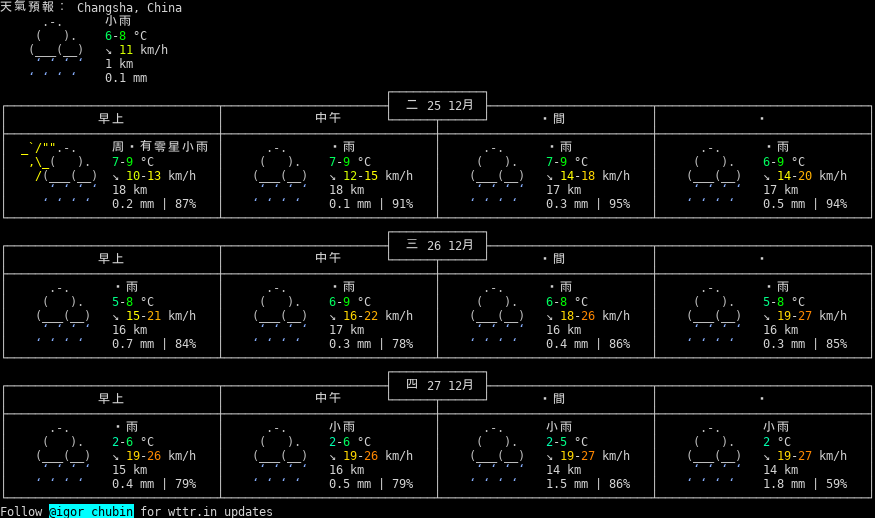 天氣預報： Changsha, China
小雨
6-8 °C
↘ 11 km/h
1 km
0.1 mm
二 25 12月
早上 中午 ・間 ・
周・有零星小雨 ・雨 ・雨 ・雨
7-9 °C 7-9 °C 7-9 °C 6-9 °C
↘ 10-13 km/h ↘ 12-15 km/h ↘ 14-18 km/h ↘ 14-20 km/h
18 km 18 km 17 km 17 km
0.2 mm | 87% 0.1 mm | 91% 0.3 mm | 95% 0.5 mm | 94%
三 26 12月
早上 中午 ・間 ・
・雨 ・雨 ・雨 ・雨
5-8 °C 6-9 °C 6-8 °C 5-8 °C
↘ 15-21 km/h ↘ 16-22 km/h ↘ 18-26 km/h ↘ 19-27 km/h
16 km 17 km 16 km 16 km
0.7 mm | 84% 0.3 mm | 78% 0.4 mm | 86% 0.3 mm | 85%
四 27 12月
早上 中午 ・間 ・
・雨 小雨 小雨 小雨
2-6 °C 2-6 °C 2-5 °C 2 °C
↘ 19-26 km/h ↘ 19-26 km/h ↘ 19-27 km/h ↘ 19-27 km/h
15 km 16 km 14 km 14 km
0.4 mm | 79% 0.5 mm | 79% 1.5 mm | 86% 1.8 mm | 59%
Follow @igor_chubin for wttr.in updates